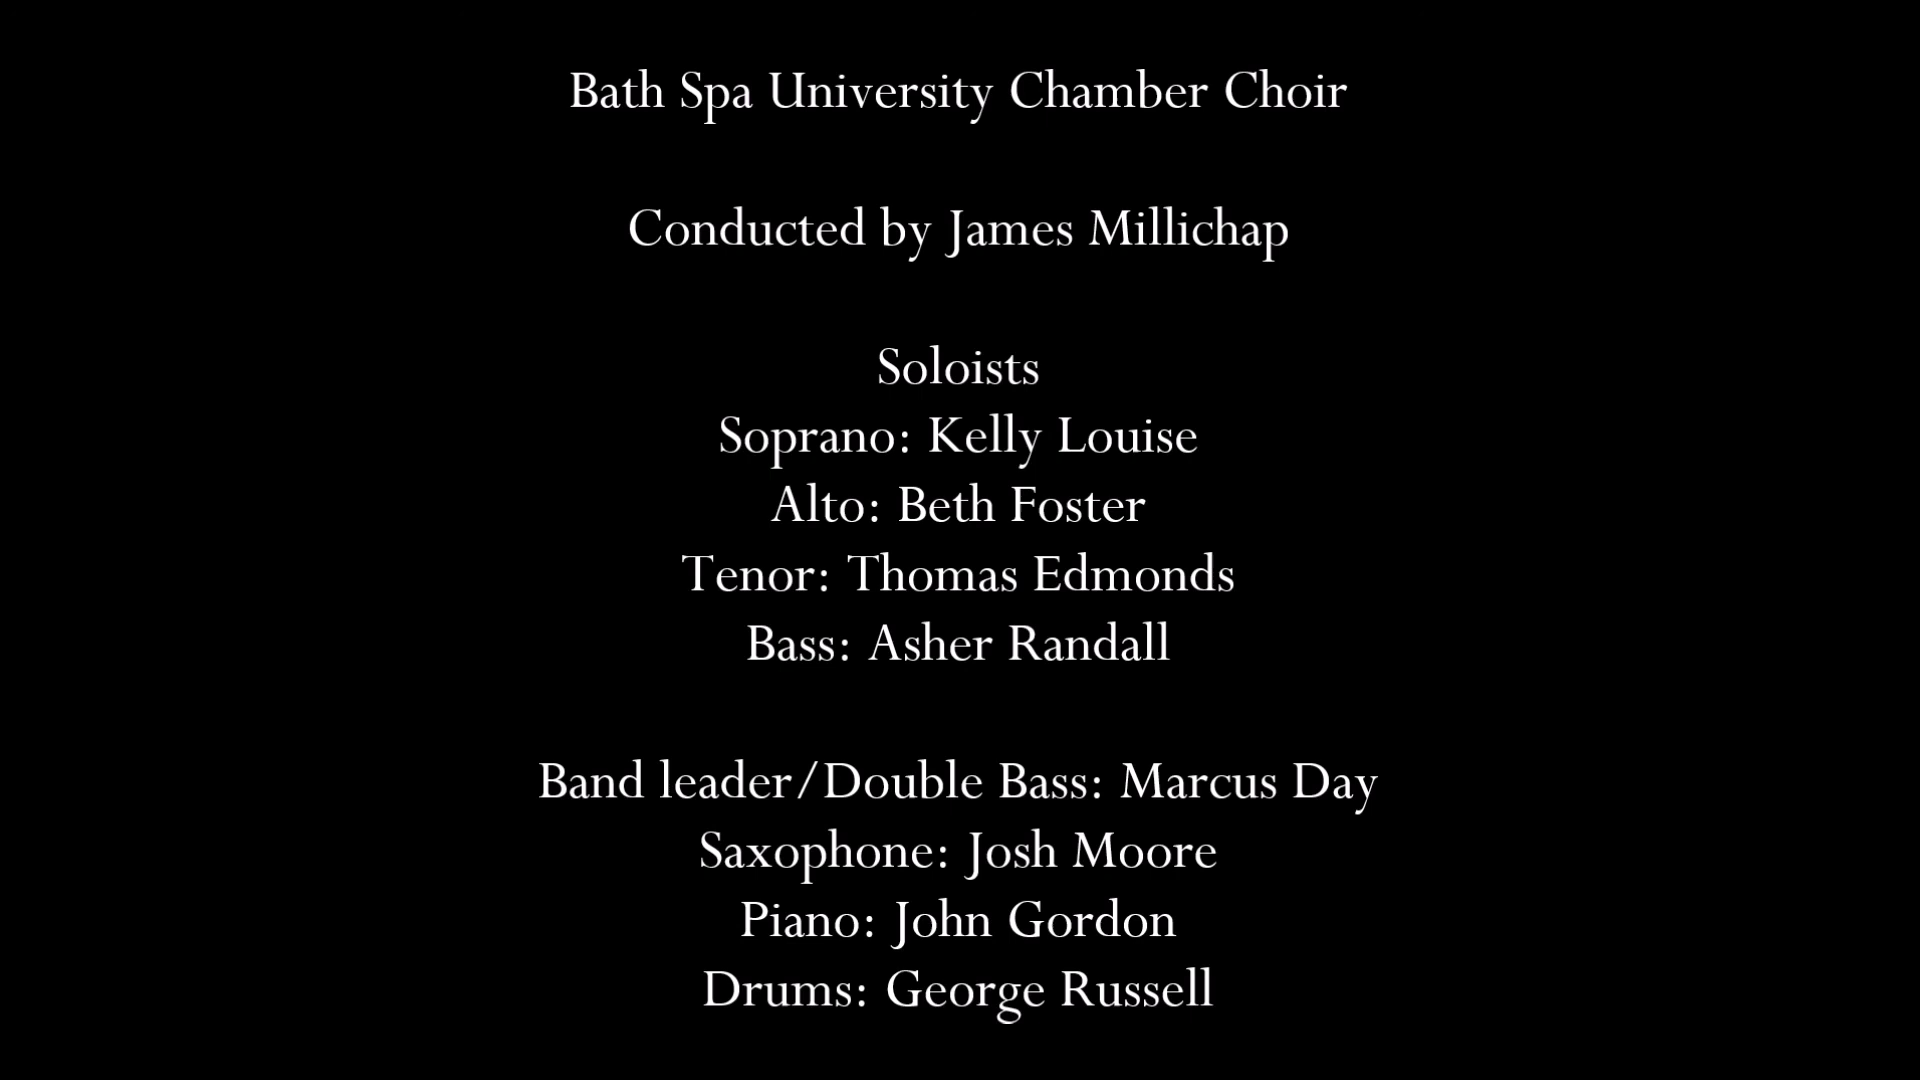 Bath Spa University Chamber Choir
Conducted by James Millichap
Soloists
Soprano: Kelly Louise
Alto: Beth Foster
Tenor: Thomas Edmonds
Bass: Asher Randall
Band leader/Double Bass: Marcus Day
Saxophone: Josh Moore
Piano: John Gordon
Drums: George Russell